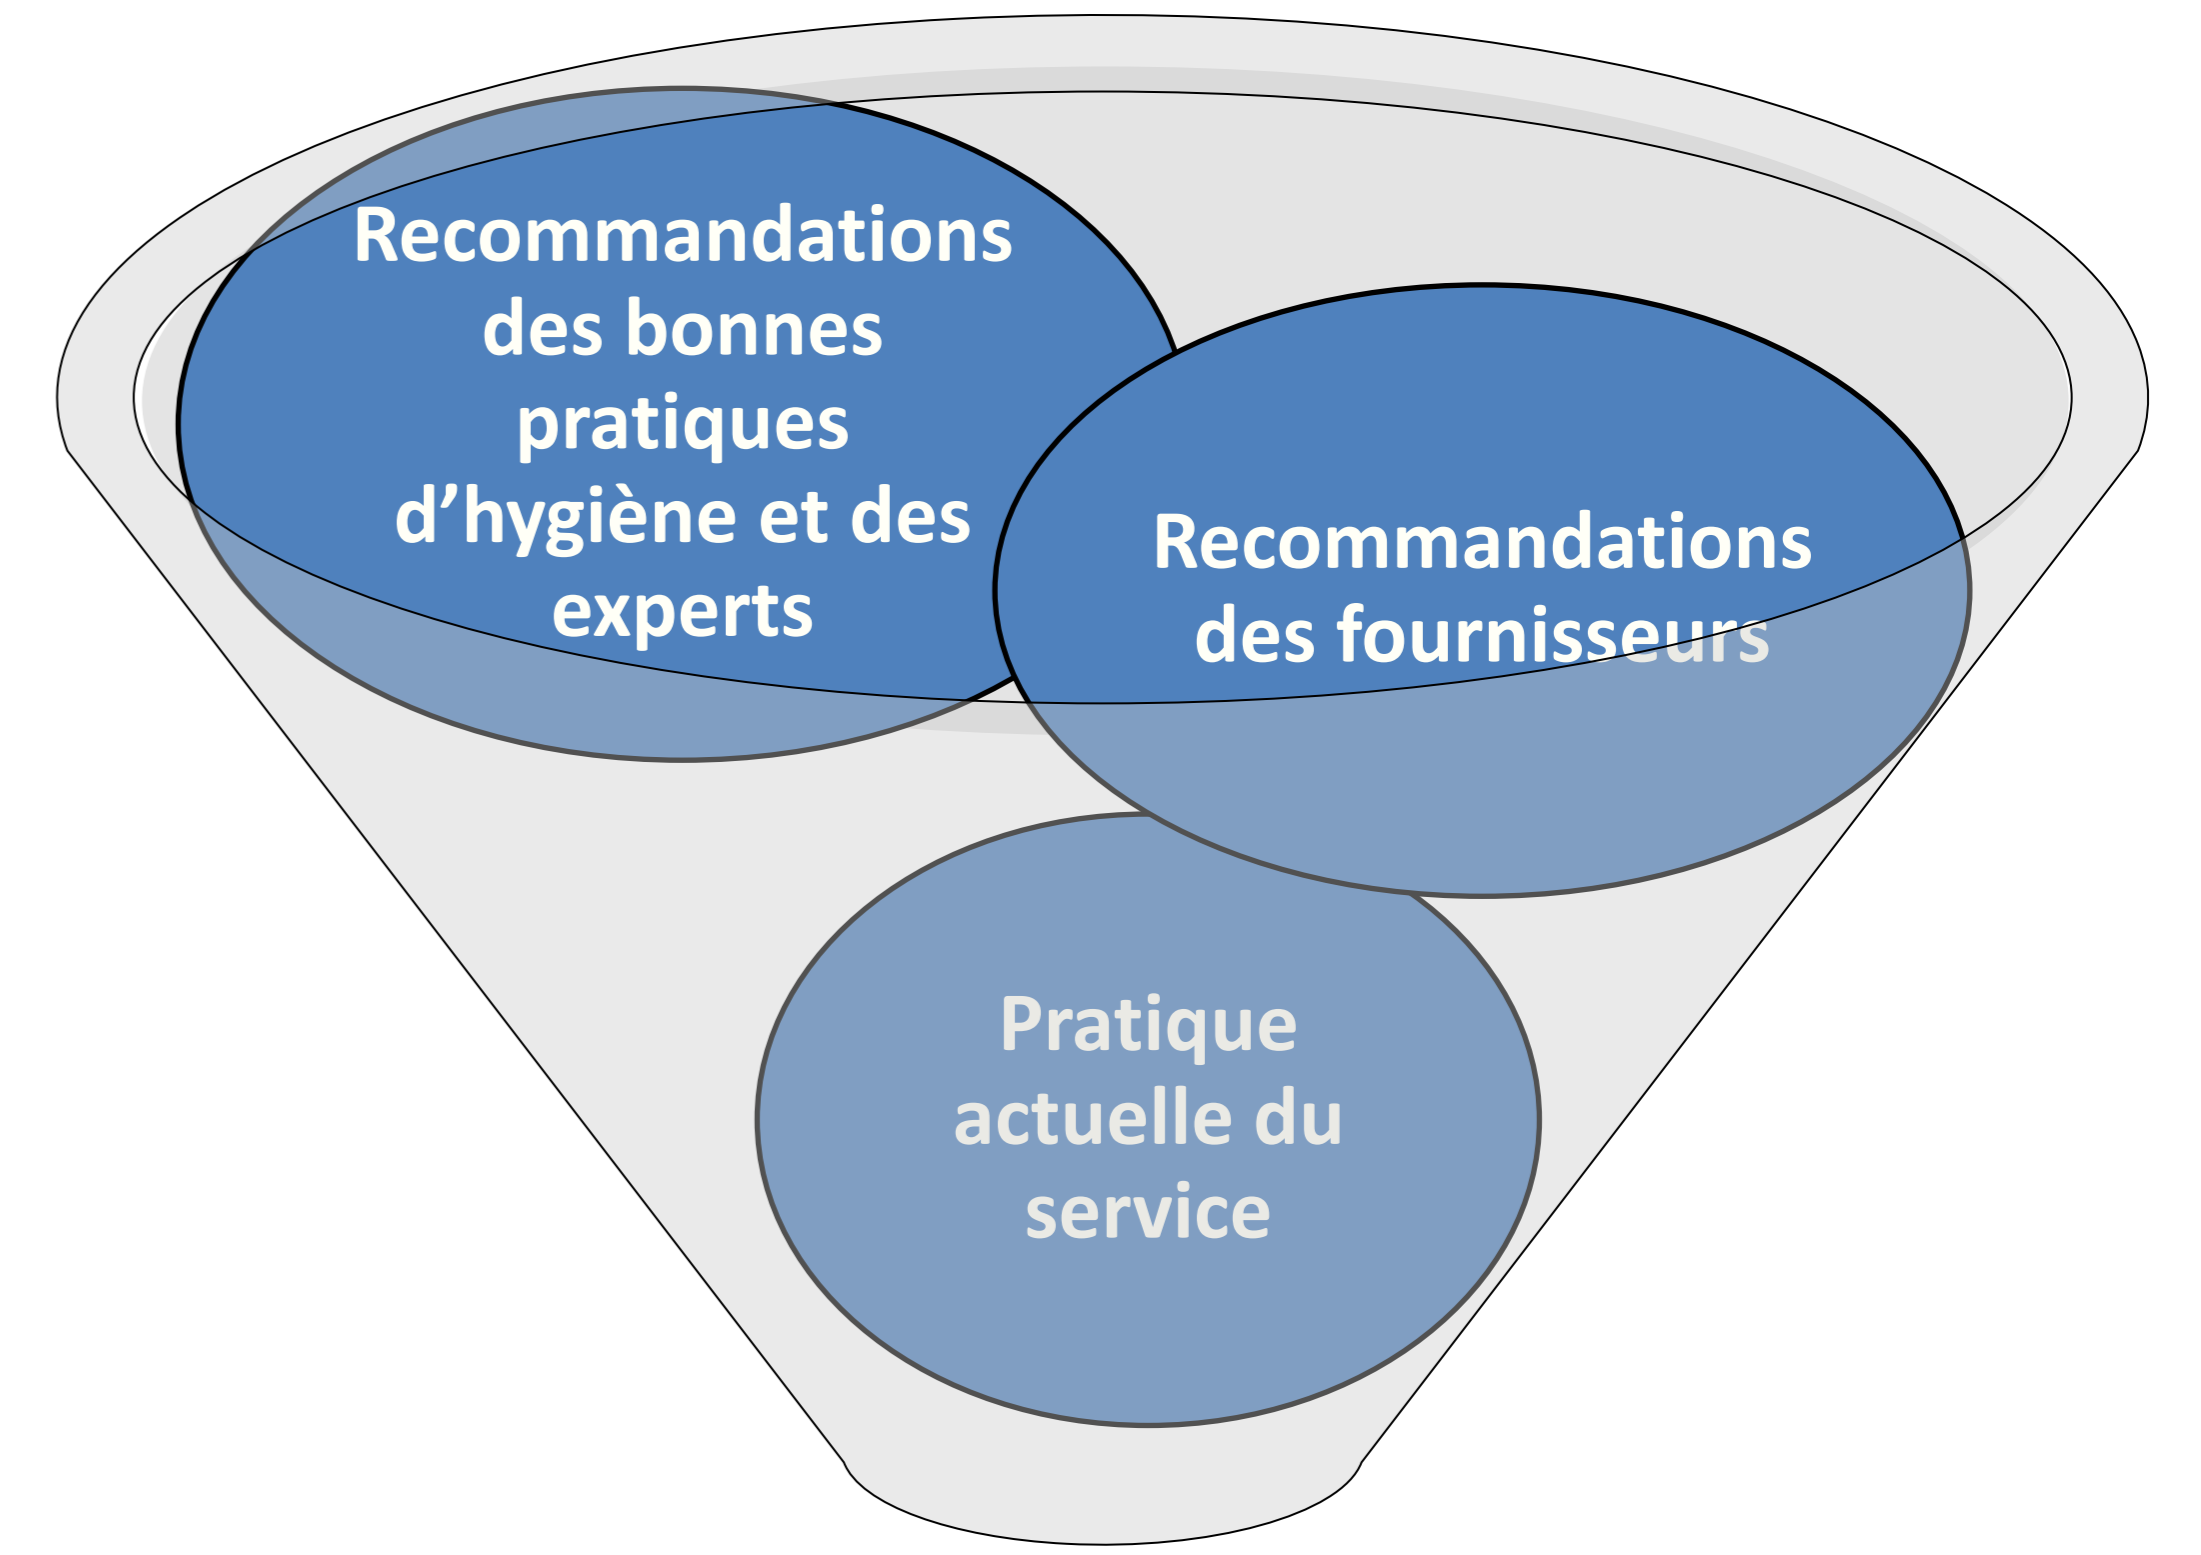 Recommandations
des bonnes
pratiques
d’hygiène et des
experts
Recommandations
des fournisseurs
Pratique
actuelle du
service